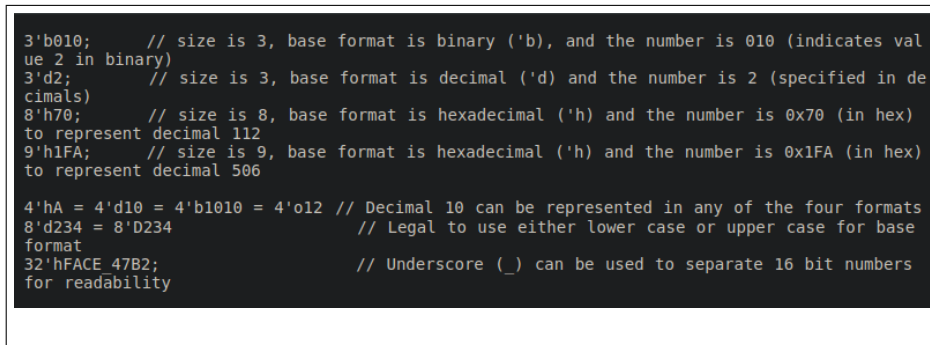 3'b010;      // size is 3, base format is binary ('b), and the number is 010 (indicates val
ue 2 in binary)
3'd2;        // size is 3, base format is decimal ('d) and the number is 2 (specified in de
cimals)
8'h70;       // size is 8, base format is hexadecimal ('h) and the number is 0x70 (in hex)
to represent decimal 112
9'h1FA;      // size is 9, base format is hexadecimal ('h) and the number is 0x1FA (in hex)
to represent decimal 506

4'hA = 4'd10 = 4'b1010 = 4'o12 // Decimal 10 can be represented in any of the four formats
8'd234 = 8'D234                   // Legal to use either lower case or upper case for base
format
32'hFACE_47B2;                    // Underscore (_) can be used to separate 16 bit numbers
for readability